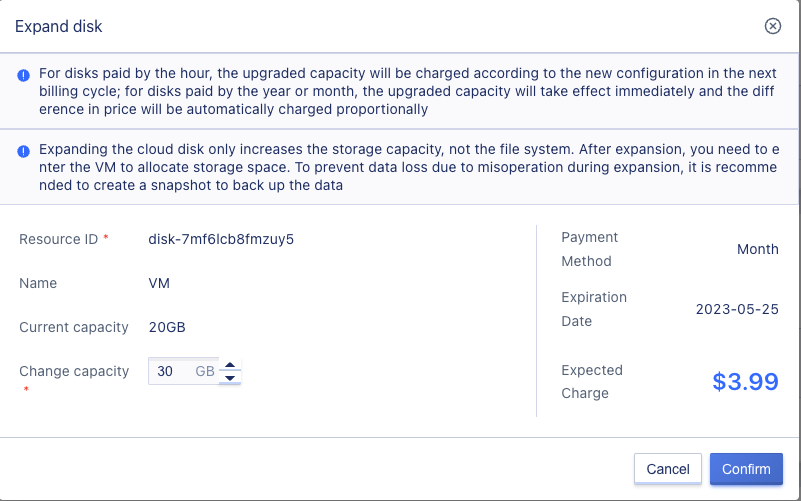 Expand disk
For disks paid by the hour, the upgraded capacity will be charged according to the new configuration in the next
billing cycle; for disks paid by the year or month, the upgraded capacity will take effect immediately and the diff
erence in price will be automatically charged proportionally
Expanding the cloud disk only increases the storage capacity, not the file system. After expansion, you need to e
nter the VM to allocate storage space. To prevent data loss due to misoperation during expansion, it is recomme
nded to create a snapshot to back up the data
Resource ID * disk-7mf6lcb8fmzuy5
Name VM
Current capacity 20GB
Change capacity * 30 GB
Payment
Method
Month
Expiration
Date
2023-05-25
Expected
Charge
$3.99
Cancel Confirm